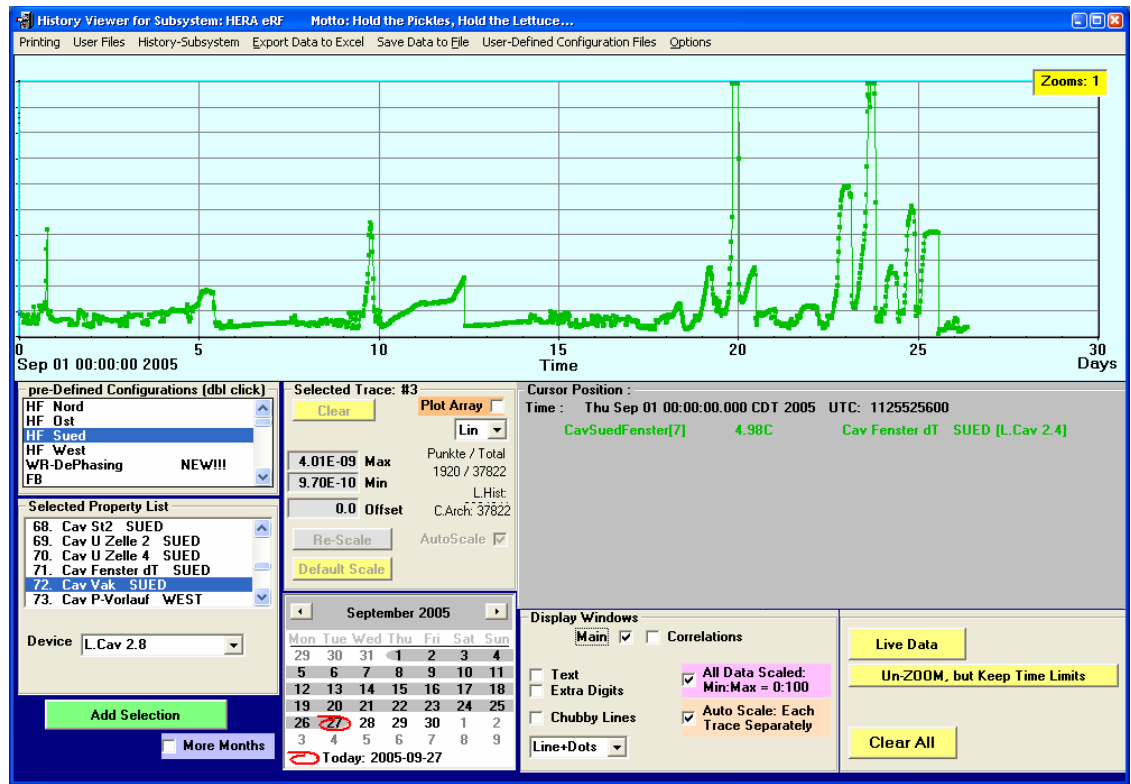 History Viewer for Subsystem: HERA eRF Motto: Hold the Pickles, Hold the Lettuce...
Printing User Files History-Subsystem Export Data to Excel Save Data to File User-Defined Configuration Files Options
Zooms: 1
0 5 10 15 20 25 30
Sep 01 00:00:00 2005 Time Days
pre-Defined Configurations (dbl click)
HF Nord
HF Ost
HF Sued
HF West
WR-DePhasing NEW!!!
FB
Selected Property List
68. Cav St2 SUED
69. Cav U Zelle 2 SUED
70. Cav U Zelle 4 SUED
71. Cav Fenster dT SUED
72. Cav Vak SUED
73. Cav P-Vorlauf WEST
Device L.Cav 2.8
Add Selection
More Months
Selected Trace: #3
Clear Plot Array
Lin
4.01E-09 Max Punkte / Total
1920 / 37822
9.70E-10 Min
L.Hist:
0.0 Offset C.Arch: 37822
Re-Scale AutoScale
Default Scale
September 2005
Mon Tue Wed Thu Fri Sat Sun
29 30 31 1 2 3 4
5 6 7 8 9 10 11
12 13 14 15 16 17 18
19 20 21 22 23 24 25
26 27 28 29 30 1 2
3 4 5 6 7 8 9
Today: 2005-09-27
Cursor Position :
Time : Thu Sep 01 00:00:00.000 CDT 2005 UTC: 1125525600
CavSuedFenster[7] 4.98C Cav Fenster dT SUED [L.Cav 2.4]
Display Windows
Main Correlations
Text
Extra Digits
Chubby Lines
Line+Dots
All Data Scaled:
Min:Max = 0:100
Auto Scale: Each
Trace Separately
Live Data
Un-ZOOM, but Keep Time Limits
Clear All